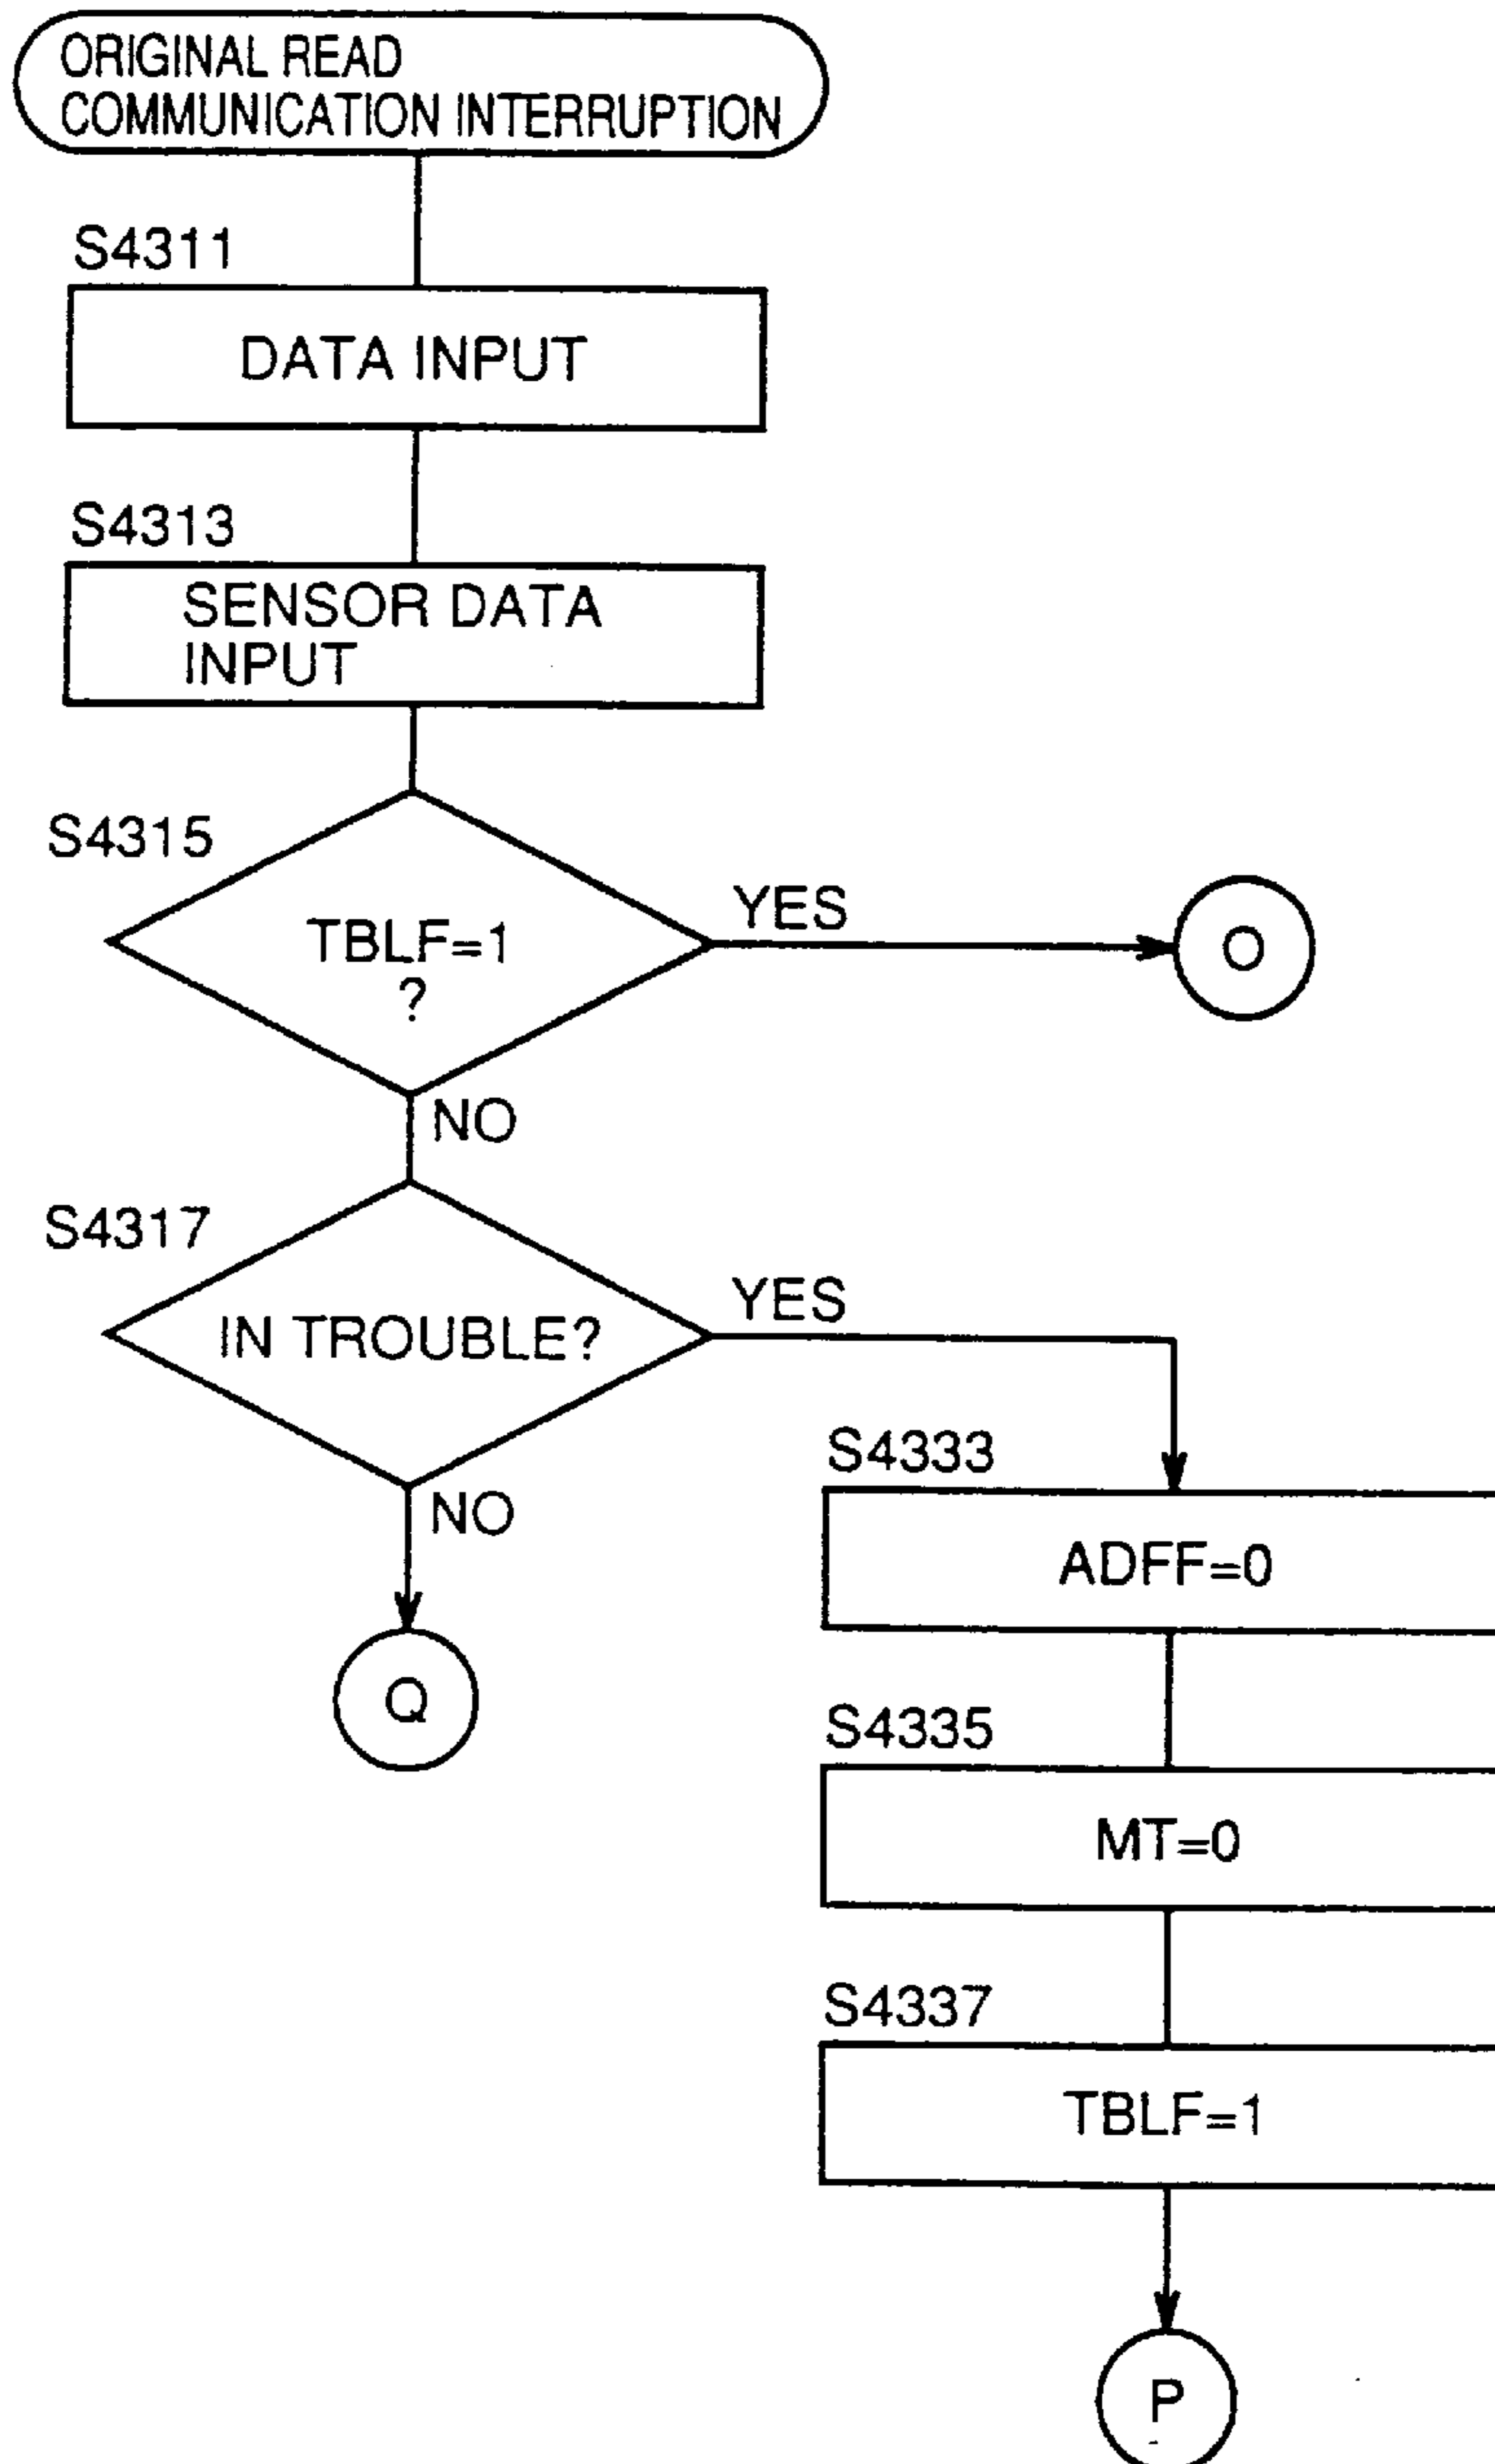 ORIGINAL READ
COMMUNICATION INTERRUPTION
S4311
DATA INPUT
S4313
SENSOR DATA
INPUT
S4315
TBLF=1
?
YES
O
NO
S4317
IN TROUBLE?
YES
NO
Q
S4333
ADFF=0
S4335
MT=0
S4337
TBLF=1
P